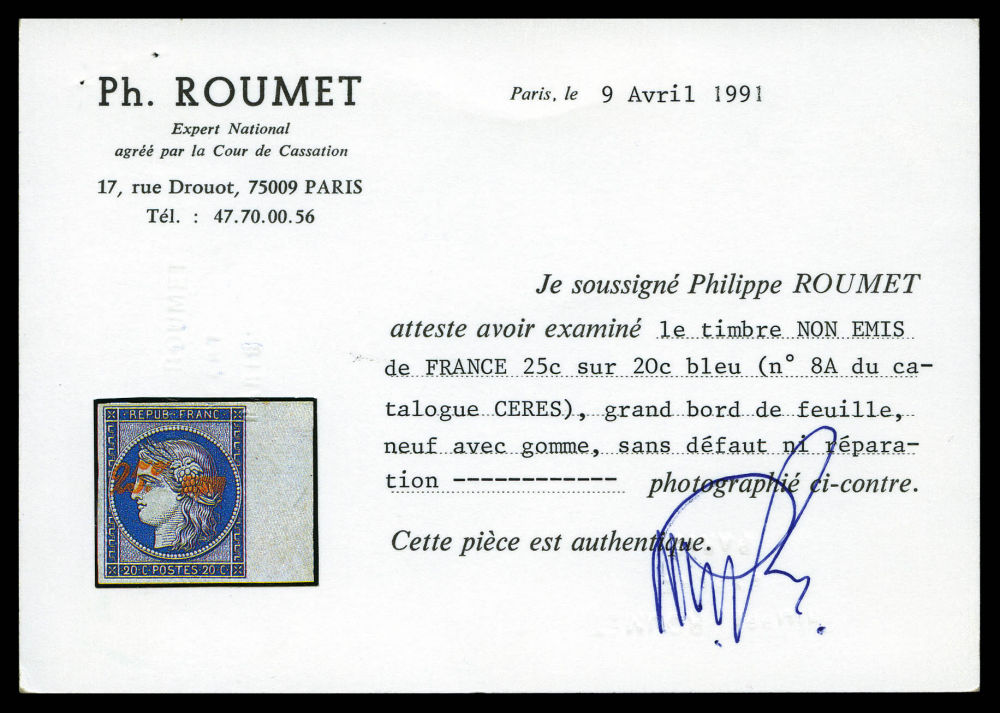 Ph. ROUMET
Expert National
agréé par la Cour de Cassation
17, rue Drouot, 75009 PARIS
Tél. : 47.70.00.56
Paris, le 9 Avril 1991
Je soussigné Philippe ROUMET
atteste avoir examiné le timbre NON EMIS
de FRANCE 25c sur 20c bleu (n° 8A du ca-
talogue CERES), grand bord de feuille,
neuf avec gomme, sans défaut ni répara-
tion ------------ photographié ci-contre.
Cette pièce est authentique.
REPUB·FRANC·
20·C·POSTES·20·C·